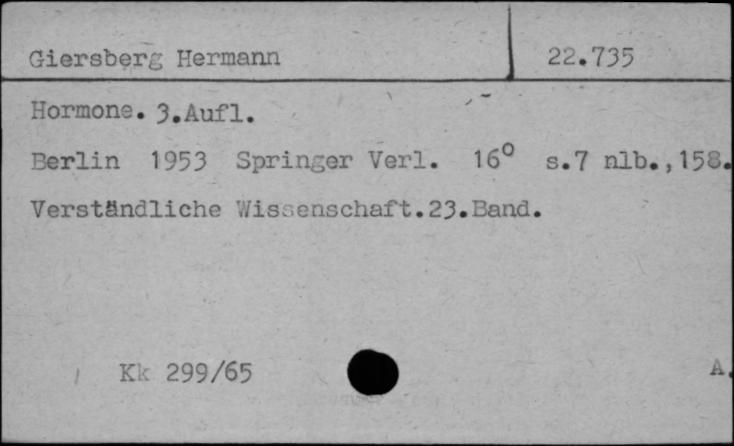 Giersberg Hermann 22.735
Hormone. 3.Aufl.
Berlin 1953 Springer Verl. 16⁰ s.7 nlb.,158.
Verständliche Wissenschaft.23.Band.
Kk 299/65 A.